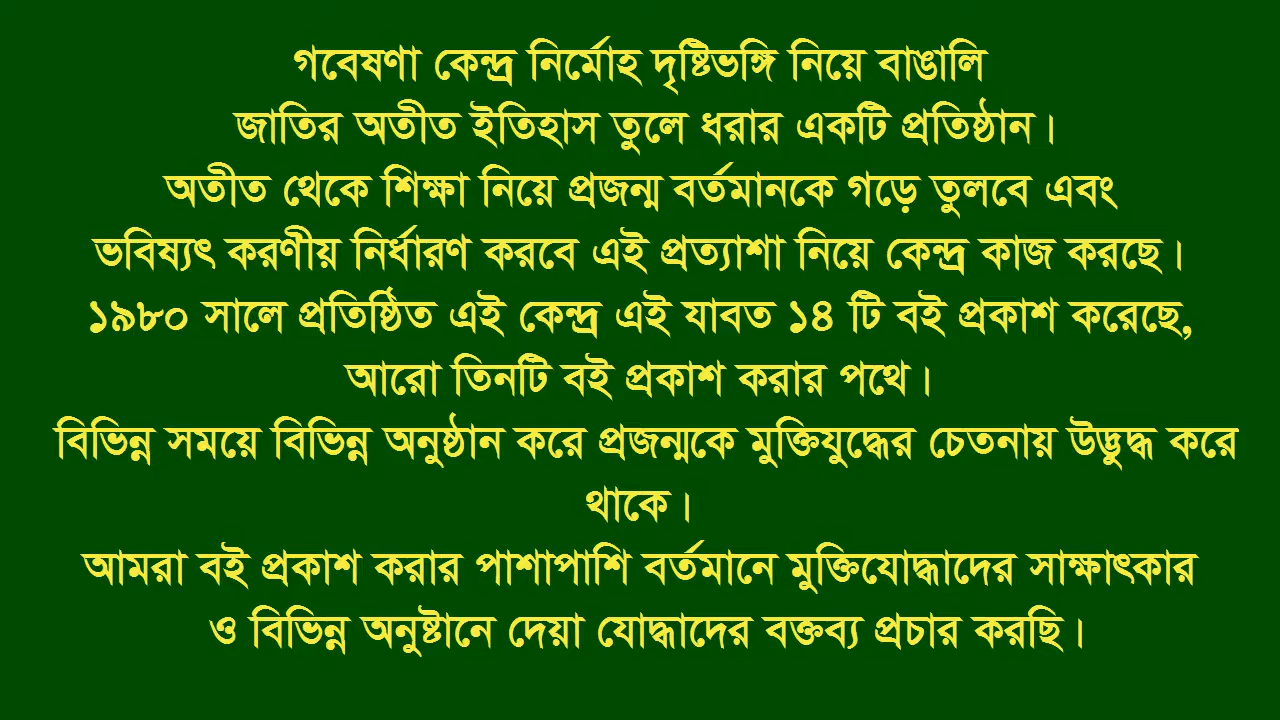 গবেষণা কেন্দ্র নির্মোহ দৃষ্টিভঙ্গি নিয়ে বাঙালি
জাতির অতীত ইতিহাস তুলে ধরার একটি প্রতিষ্ঠান।
অতীত থেকে শিক্ষা নিয়ে প্রজন্ম বর্তমানকে গড়ে তুলবে এবং
ভবিষ্যৎ করণীয় নির্ধারণ করবে এই প্রত্যাশা নিয়ে কেন্দ্র কাজ করছে।
১৯৮০ সালে প্রতিষ্ঠিত এই কেন্দ্র এই যাবত ১৪ টি বই প্রকাশ করেছে,
আরো তিনটি বই প্রকাশ করার পথে।
বিভিন্ন সময়ে বিভিন্ন অনুষ্ঠান করে প্রজন্মকে মুক্তিযুদ্ধের চেতনায় উদ্ভুদ্ধ করে
থাকে।
আমরা বই প্রকাশ করার পাশাপাশি বর্তমানে মুক্তিযোদ্ধাদের সাক্ষাৎকার
ও বিভিন্ন অনুষ্টানে দেয়া যোদ্ধাদের বক্তব্য প্রচার করছি।